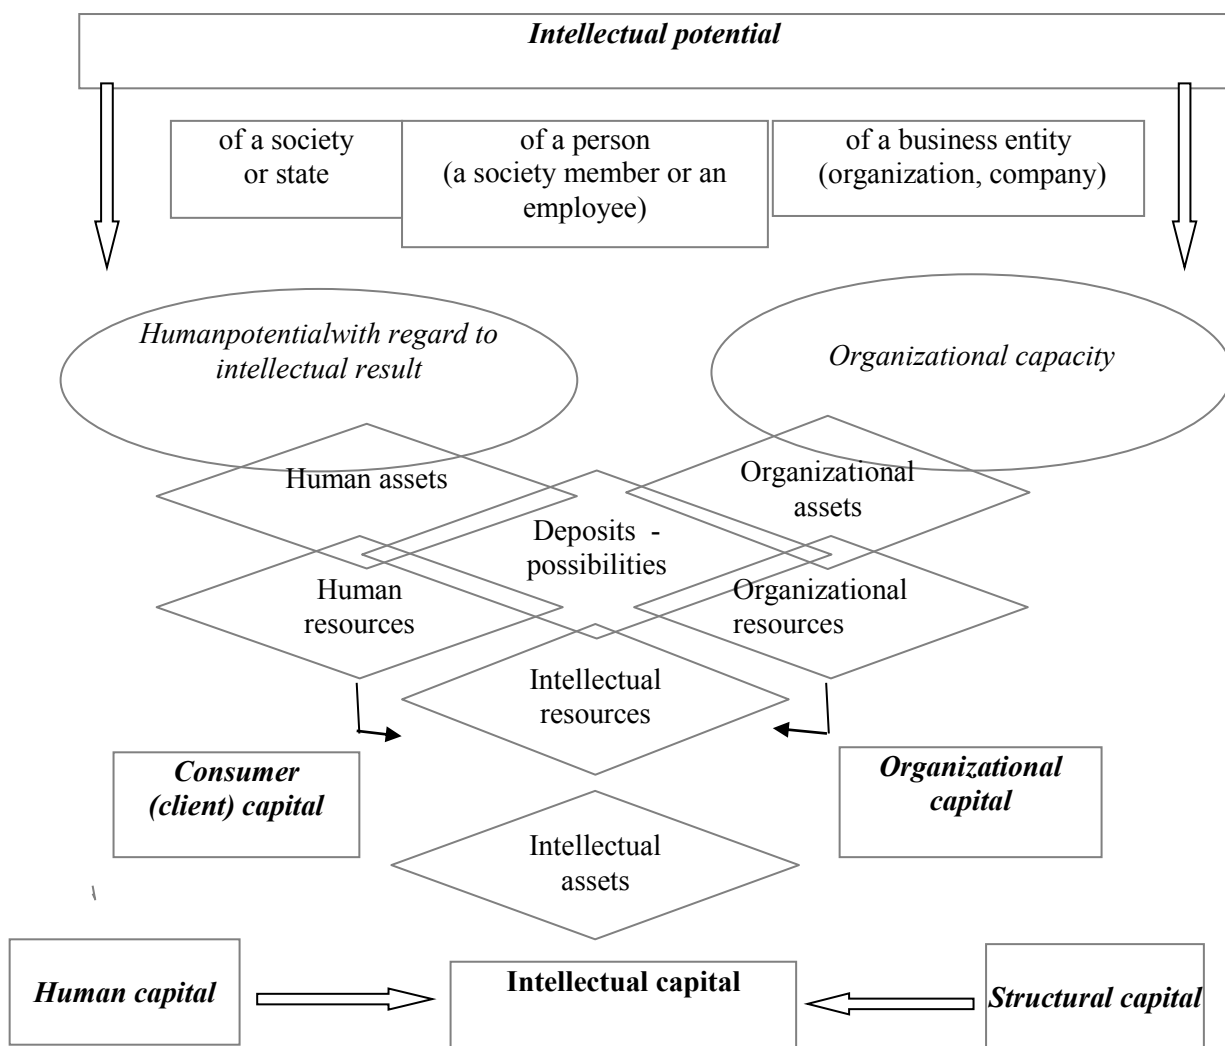 Intellectual potential
of a society
or state
of a person
(a society member or an
employee)
of a business entity
(organization, company)
Humanpotentialwith regard to
intellectual result
Organizational capacity
Human assets
Organizational
assets
Deposits  -
possibilities
Human
resources
Organizational
resources
Intellectual
resources
Consumer
(client) capital
Organizational
capital
Intellectual
assets
Human capital
Intellectual capital
Structural capital